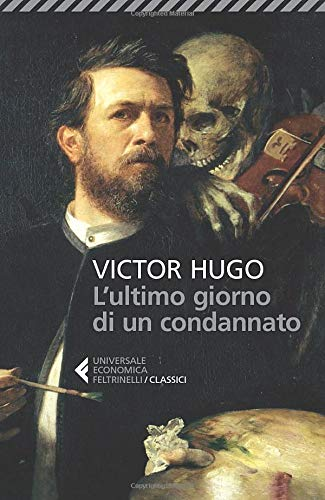 VICTOR HUGO
L'ultimo giorno
di un condannato
UNIVERSALE
ECONOMICA
FELTRINELLI/CLASSICI